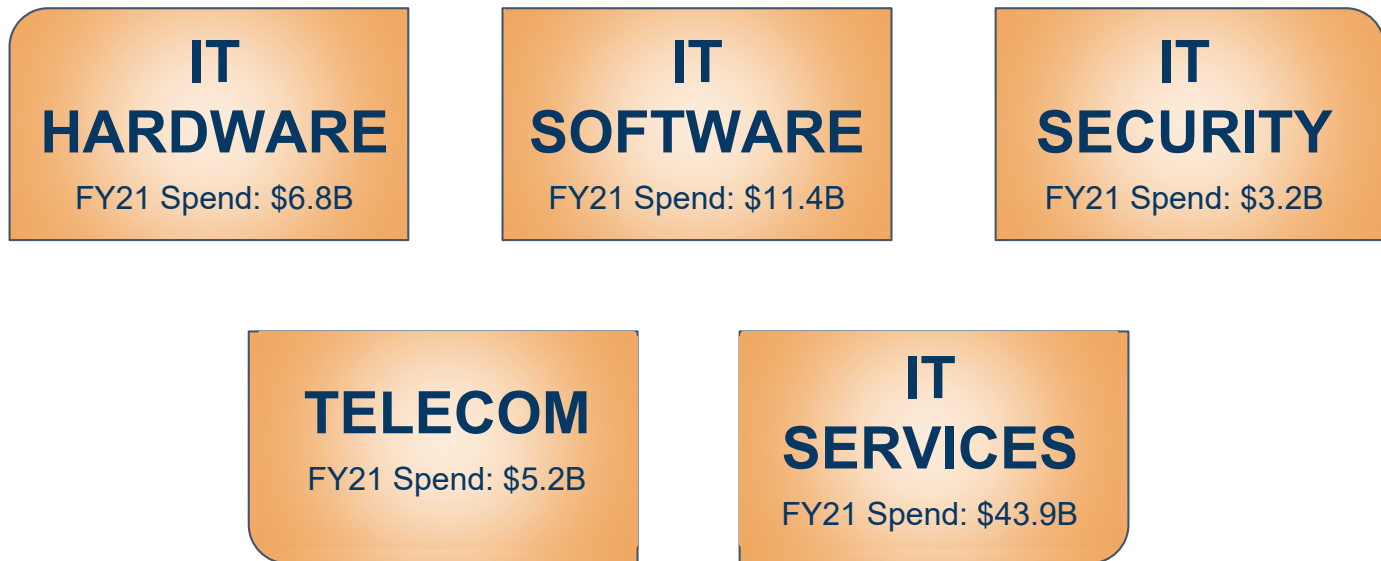 IT
HARDWARE
FY21 Spend: $6.8B
IT
SOFTWARE
FY21 Spend: $11.4B
IT
SECURITY
FY21 Spend: $3.2B
TELECOM
FY21 Spend: $5.2B
IT
SERVICES
FY21 Spend: $43.9B